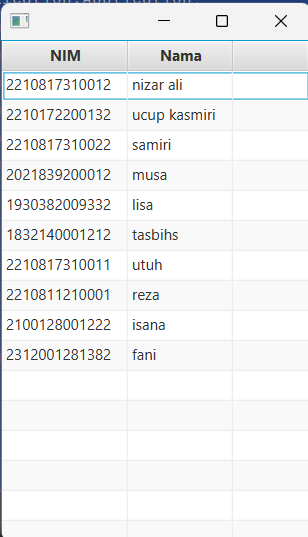 NIM Nama
2210817310012 nizar ali
2210172200132 ucup kasmiri
2210817310022 samiri
2021839200012 musa
1930382009332 lisa
1832140001212 tasbihs
2210817310011 utuh
2210811210001 reza
2100128001222 isana
2312001281382 fani